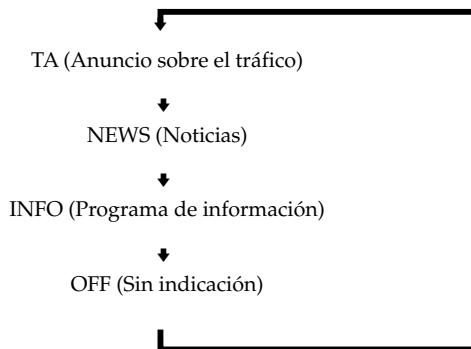 TA (Anuncio sobre el tráfico)
NEWS (Noticias)
INFO (Programa de información)
OFF (Sin indicación)